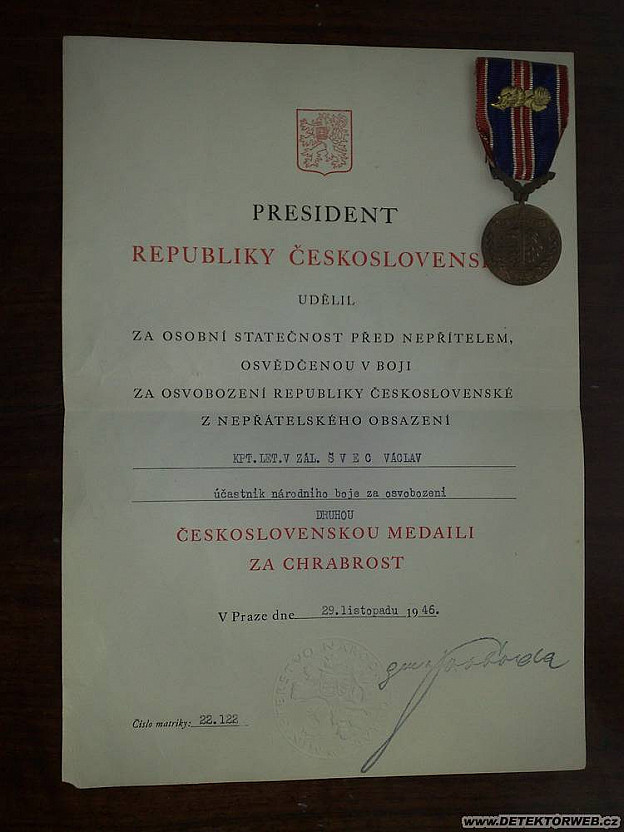 PRESIDENT
REPUBLIKY ČESKOSLOVENS
UDĚLIL
ZA OSOBNÍ STATEČNOST PŘED NEPŘÍTELEM,
OSVĚDČENOU V BOJI
ZA OSVOBOZENÍ REPUBLIKY ČESKOSLOVENSKÉ
Z NEPŘÁTELSKÉHO OBSAZENÍ
KPT.LET.V ZÁL. Š V E C VÁCLAV
účastník národního boje za osvobození
DRUHOU
ČESKOSLOVENSKOU MEDAILI
ZA CHRABROST
V Praze dne 29.listopadu 1946.
Číslo matriky: 22.122
www.DETEKTORWEB.cz